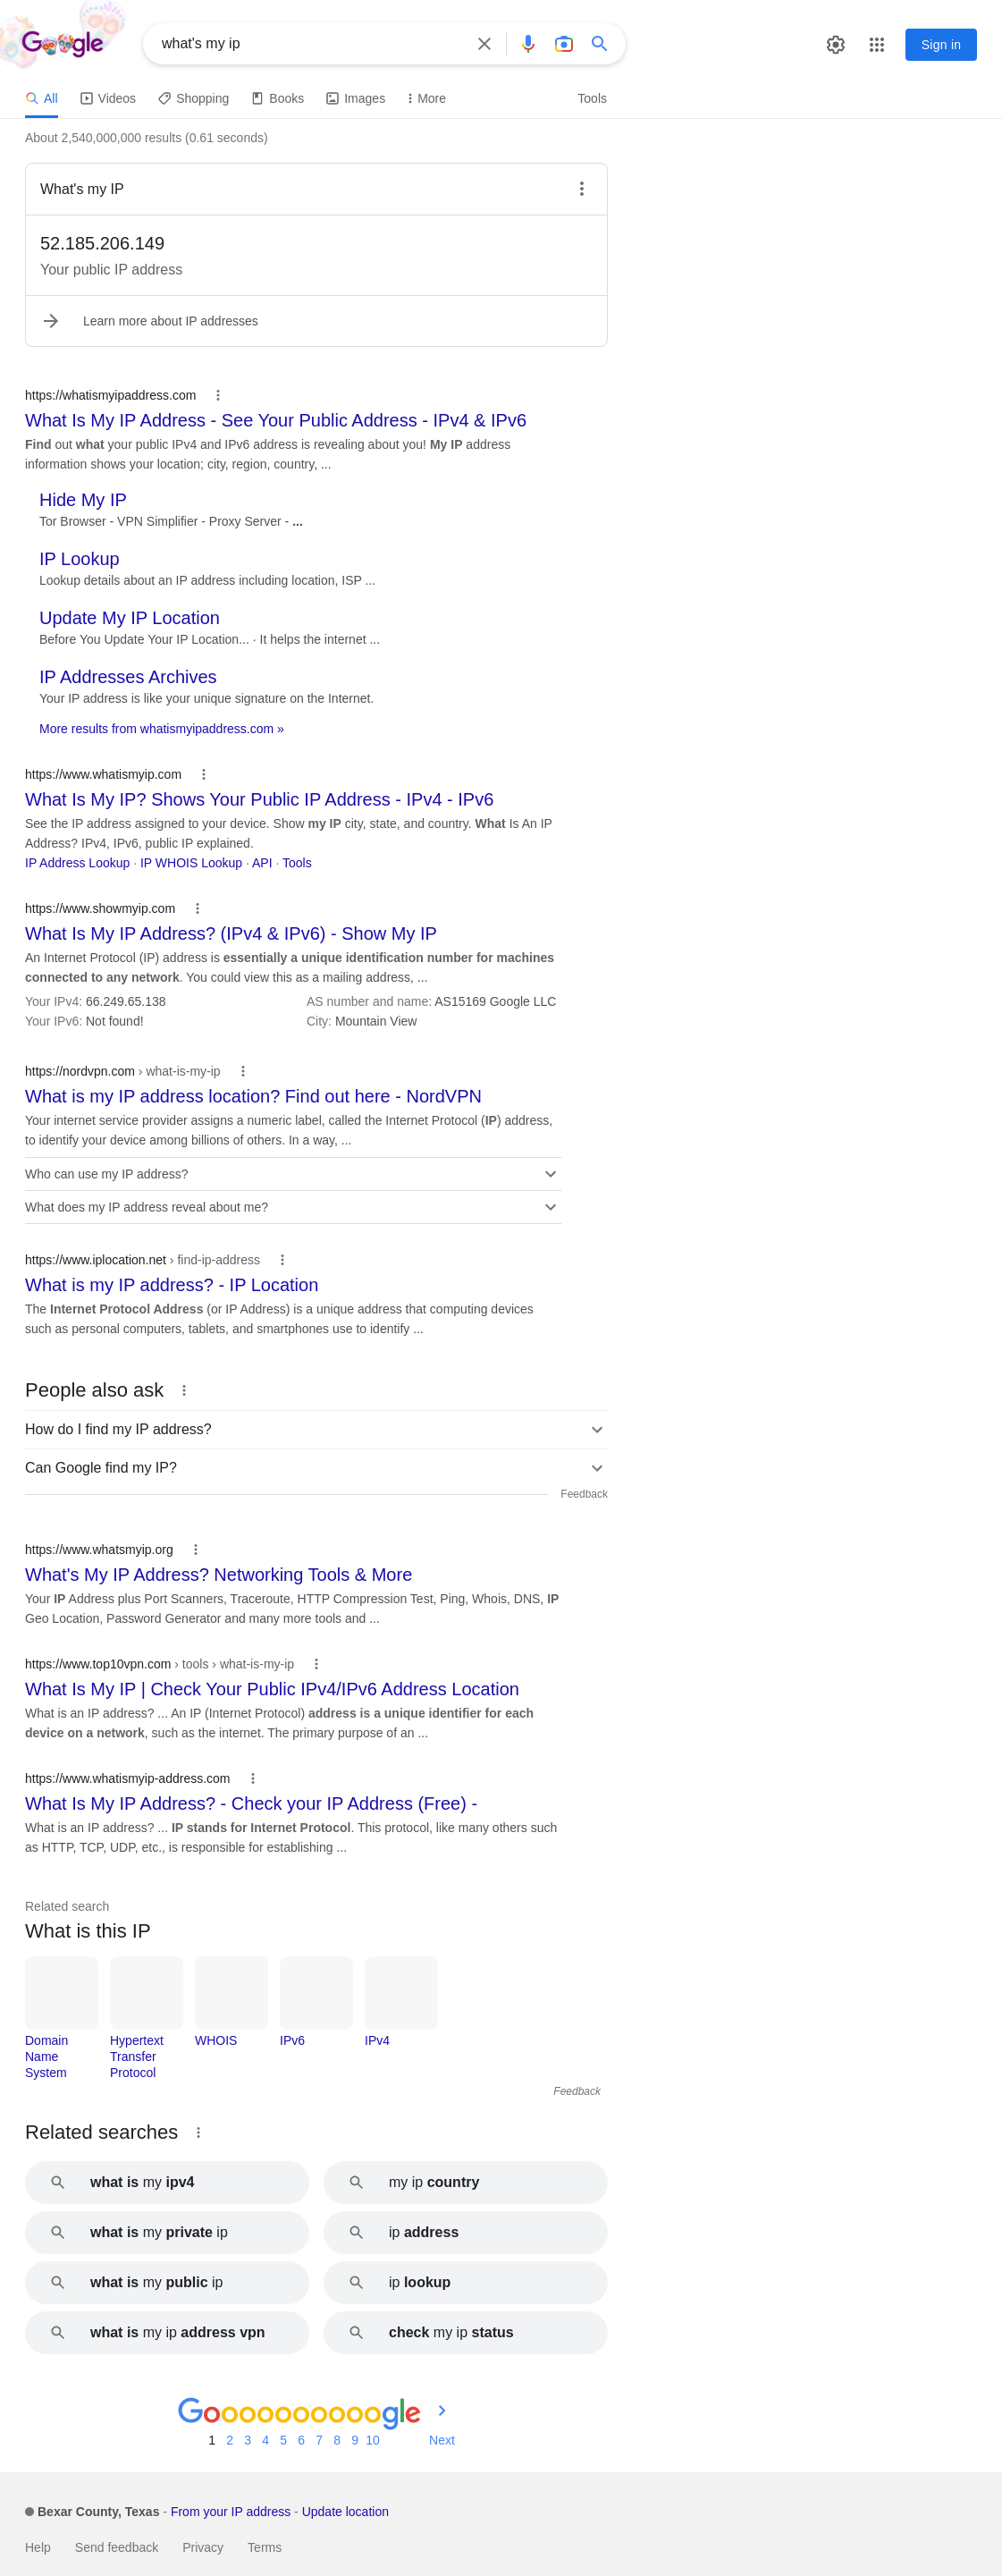 Google
what's my ip
Sign in
All
Videos
Shopping
Books
Images
More
Tools
About 2,540,000,000 results (0.61 seconds)
What's my IP
52.185.206.149
Your public IP address
Learn more about IP addresses
https://whatismyipaddress.com
What Is My IP Address - See Your Public Address - IPv4 & IPv6
Find out what your public IPv4 and IPv6 address is revealing about you! My IP address
information shows your location; city, region, country, ...
Hide My IP
Tor Browser - VPN Simplifier - Proxy Server - ...
IP Lookup
Lookup details about an IP address including location, ISP ...
Update My IP Location
Before You Update Your IP Location... · It helps the internet ...
IP Addresses Archives
Your IP address is like your unique signature on the Internet.
More results from whatismyipaddress.com »
https://www.whatismyip.com
What Is My IP? Shows Your Public IP Address - IPv4 - IPv6
See the IP address assigned to your device. Show my IP city, state, and country. What Is An IP
Address? IPv4, IPv6, public IP explained.
IP Address Lookup · IP WHOIS Lookup · API · Tools
https://www.showmyip.com
What Is My IP Address? (IPv4 & IPv6) - Show My IP
An Internet Protocol (IP) address is essentially a unique identification number for machines
connected to any network. You could view this as a mailing address, ...
Your IPv4: 66.249.65.138
AS number and name: AS15169 Google LLC
Your IPv6: Not found!
City: Mountain View
https://nordvpn.com › what-is-my-ip
What is my IP address location? Find out here - NordVPN
Your internet service provider assigns a numeric label, called the Internet Protocol (IP) address,
to identify your device among billions of others. In a way, ...
Who can use my IP address?
What does my IP address reveal about me?
https://www.iplocation.net › find-ip-address
What is my IP address? - IP Location
The Internet Protocol Address (or IP Address) is a unique address that computing devices
such as personal computers, tablets, and smartphones use to identify ...
People also ask
How do I find my IP address?
Can Google find my IP?
Feedback
https://www.whatsmyip.org
What's My IP Address? Networking Tools & More
Your IP Address plus Port Scanners, Traceroute, HTTP Compression Test, Ping, Whois, DNS, IP
Geo Location, Password Generator and many more tools and ...
https://www.top10vpn.com › tools › what-is-my-ip
What Is My IP | Check Your Public IPv4/IPv6 Address Location
What is an IP address? ... An IP (Internet Protocol) address is a unique identifier for each
device on a network, such as the internet. The primary purpose of an ...
https://www.whatismyip-address.com
What Is My IP Address? - Check your IP Address (Free) -
What is an IP address? ... IP stands for Internet Protocol. This protocol, like many others such
as HTTP, TCP, UDP, etc., is responsible for establishing ...
Related search
What is this IP
Domain
Name
System
Hypertext
Transfer
Protocol
WHOIS
IPv6
IPv4
Feedback
Related searches
what is my ipv4
my ip country
what is my private ip
ip address
what is my public ip
ip lookup
what is my ip address vpn
check my ip status
Goooooooooogle
1 2 3 4 5 6 7 8 9 10 Next
Bexar County, Texas - From your IP address - Update location
Help
Send feedback
Privacy
Terms